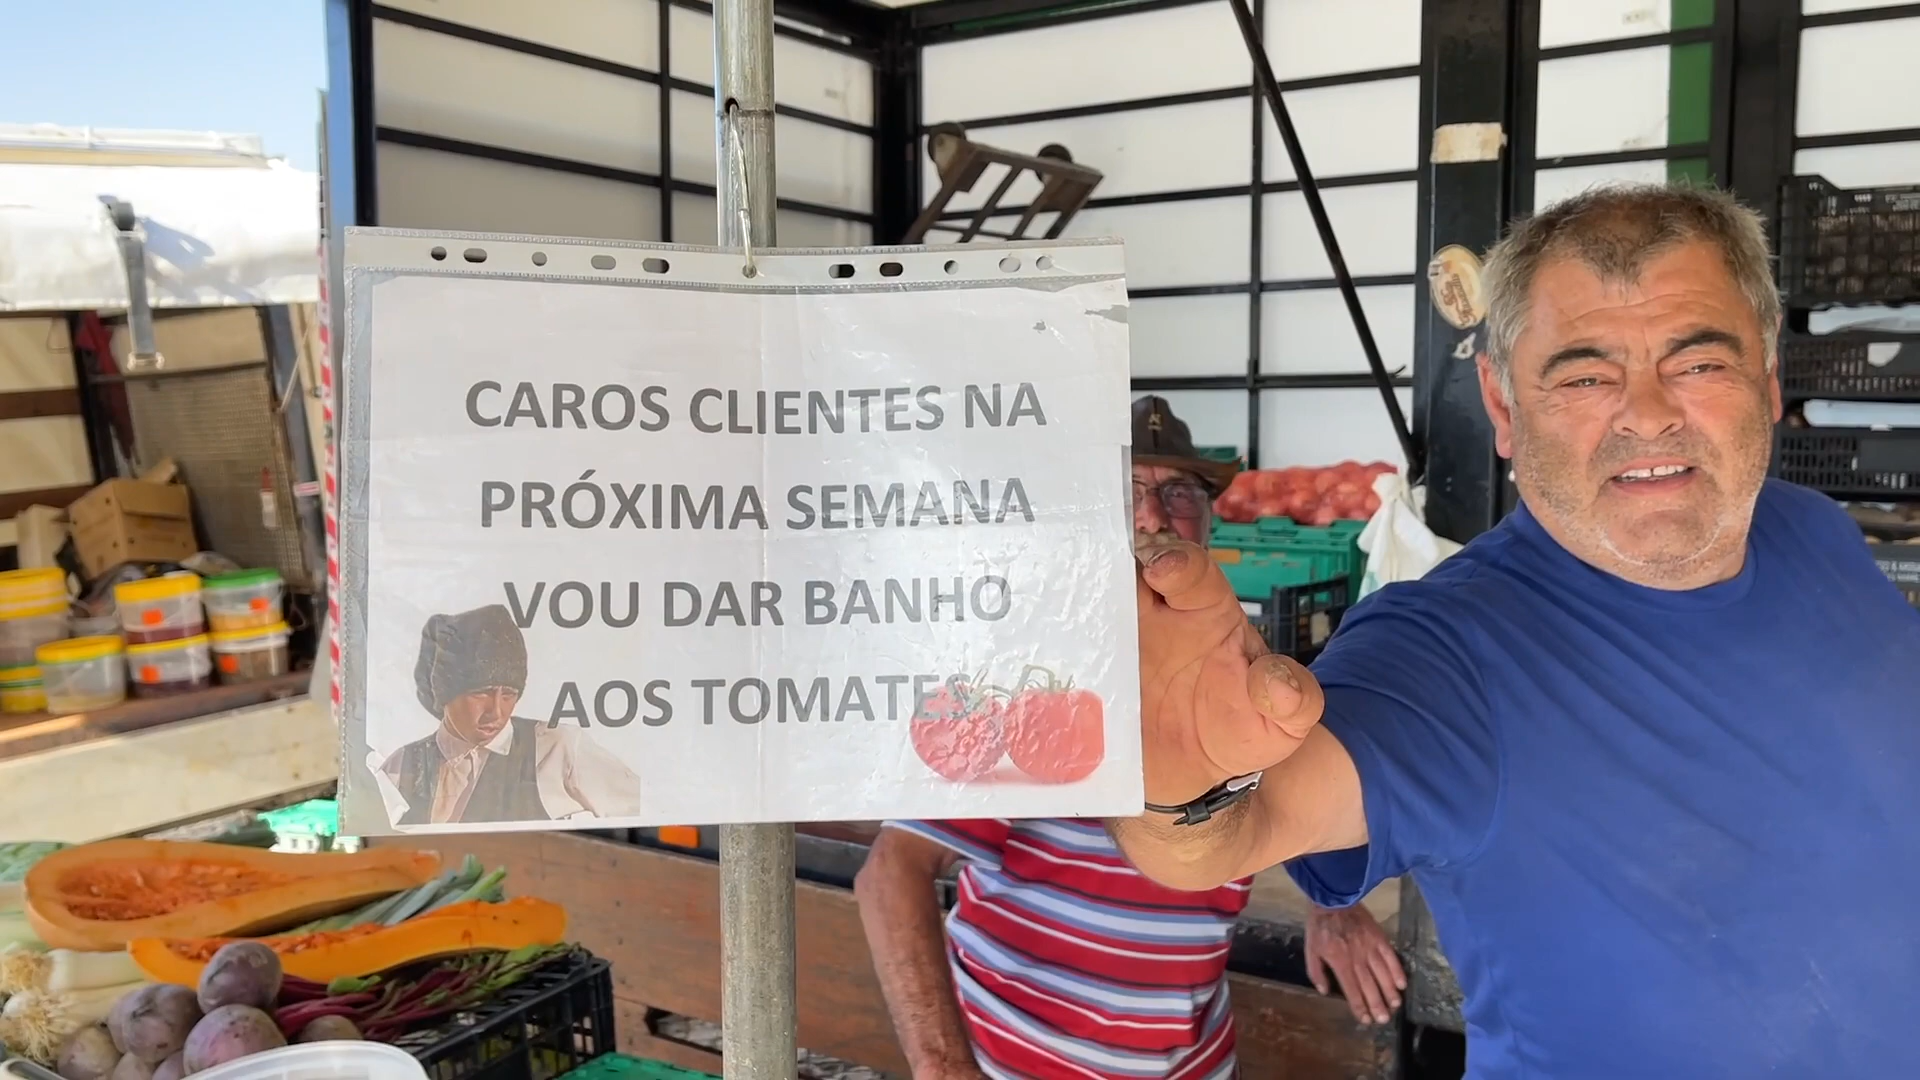 CAROS CLIENTES NA
PRÓXIMA SEMANA
VOU DAR BANHO
AOS TOMATES